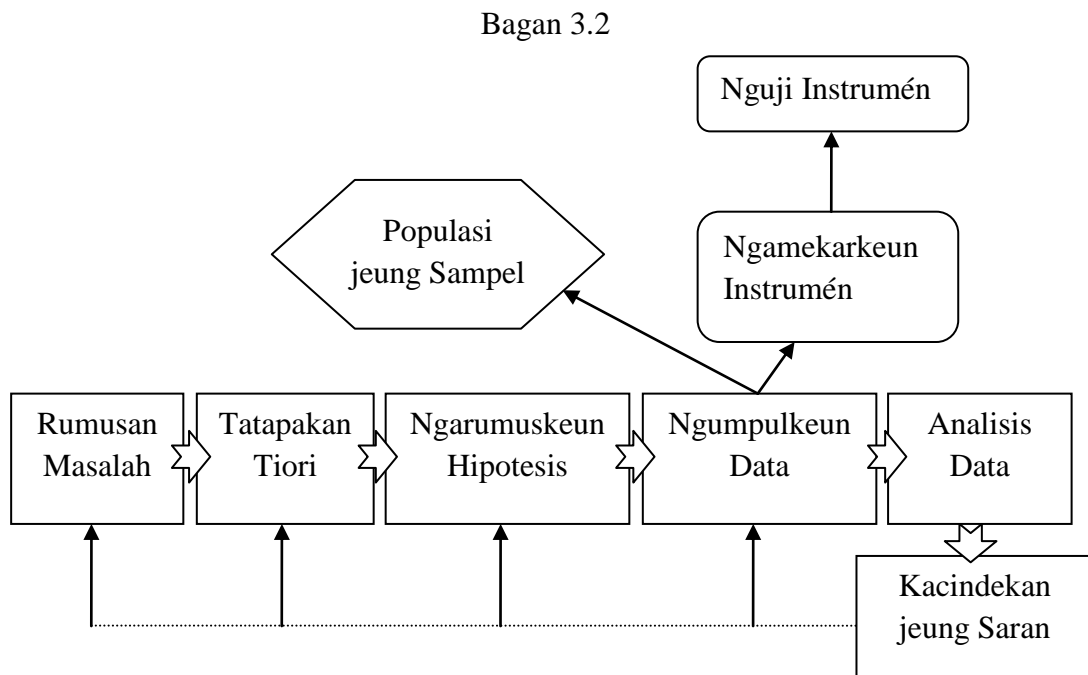 Bagan 3.2
Nguji Instrumén
Populasi
jeung Sampel
Ngamekarkeun
Instrumén
Rumusan
Masalah
Tatapakan
Tiori
Ngarumuskeun
Hipotesis
Ngumpulkeun
Data
Analisis
Data
Kacindekan
jeung Saran